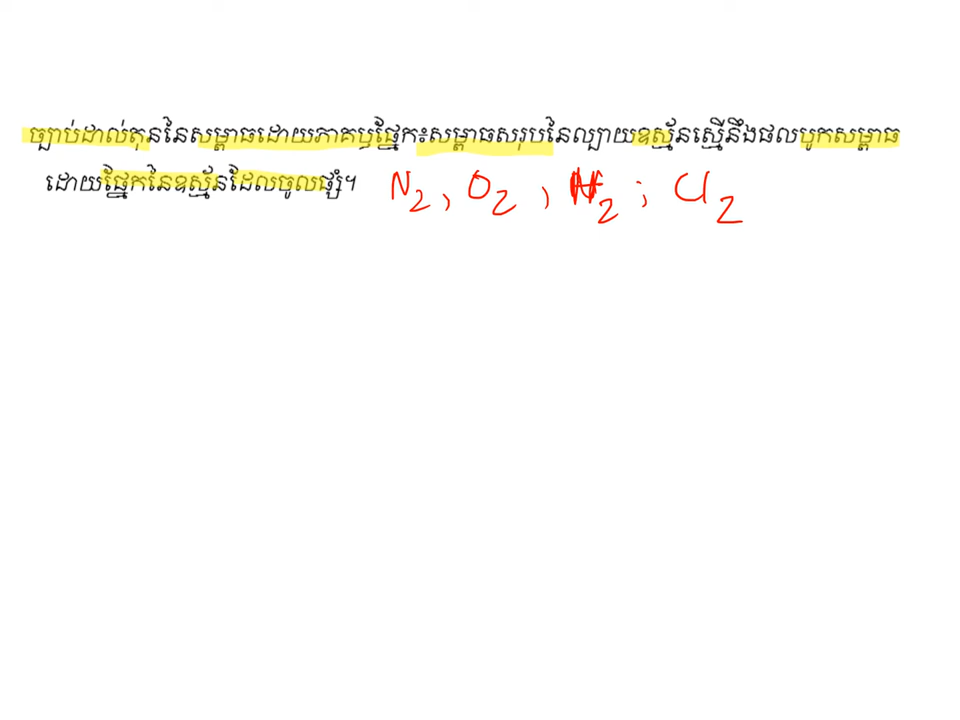 ច្បាប់ដាល់តុននៃសម្ពាធដោយភាគឬផ្នែក៖សម្ពាធសរុបនៃល្បាយឧស្ម័នស្មើនឹងផលបូកសម្ពាធ
ដោយផ្នែកនៃឧស្ម័នដែលចូលផ្សំ។ N2, O2, H2; Cl2